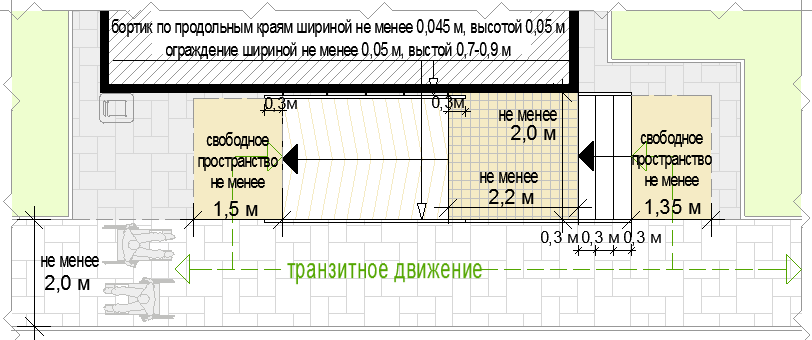 бортик по продольным краям шириной не менее 0,045 м, высотой 0,05 м
ограждение шириной не менее 0,05 м, выстой 0,7-0,9 м
0,3м
0,3м
свободное
пространство
не менее
1,5 м
не менее
2,0 м
не менее
2,2 м
свободное
пространство
не менее
1,35 м
0,3 м 0,3 м 0,3 м
не менее
2,0 м
транзитное движение